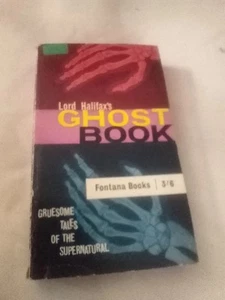 Lord Halifax's
GHOST
BOOK
Fontana Books | 3/6
GRUESOME
TALES
OF THE
SUPERNATURAL